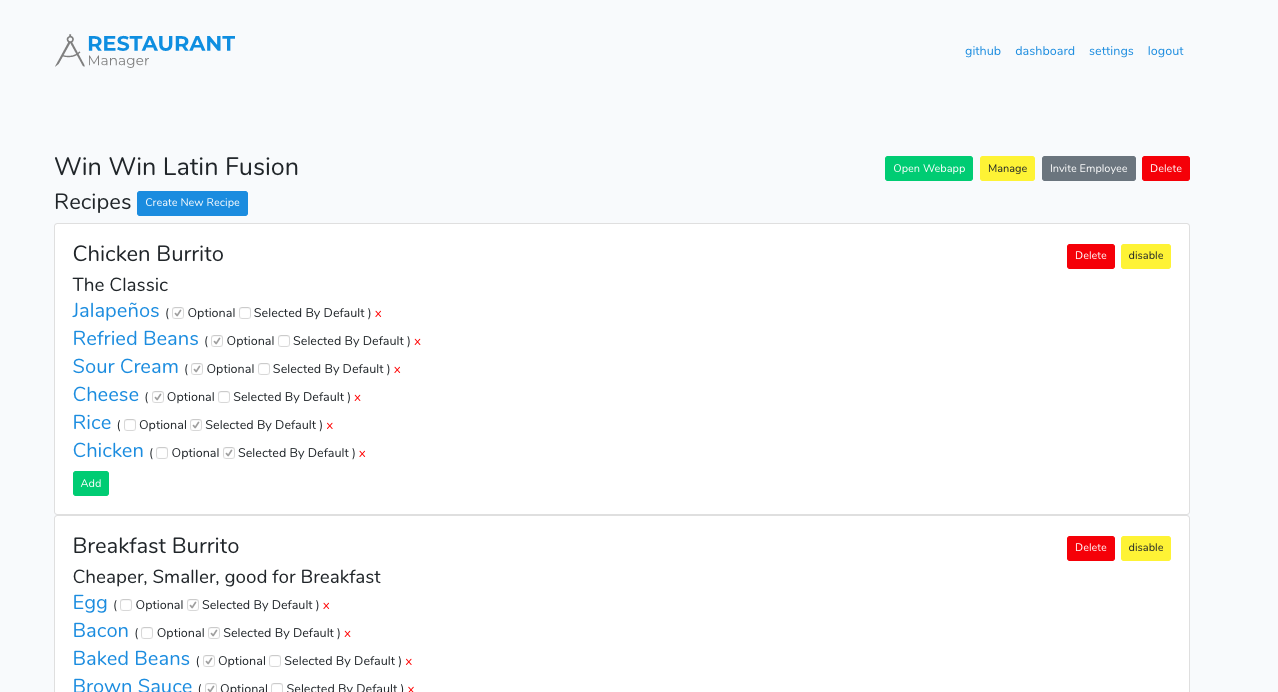 RESTAURANT
Manager
github dashboard settings logout
Win Win Latin Fusion
Open Webapp Manage Invite Employee Delete
Recipes Create New Recipe
Chicken Burrito
Delete disable
The Classic
Jalapeños ( Optional Selected By Default ) x
Refried Beans ( Optional Selected By Default ) x
Sour Cream ( Optional Selected By Default ) x
Cheese ( Optional Selected By Default ) x
Rice ( Optional Selected By Default ) x
Chicken ( Optional Selected By Default ) x
Add
Breakfast Burrito
Delete disable
Cheaper, Smaller, good for Breakfast
Egg ( Optional Selected By Default ) x
Bacon ( Optional Selected By Default ) x
Baked Beans ( Optional Selected By Default ) x
Brown Sauce ( Optional Selected By Default ) x